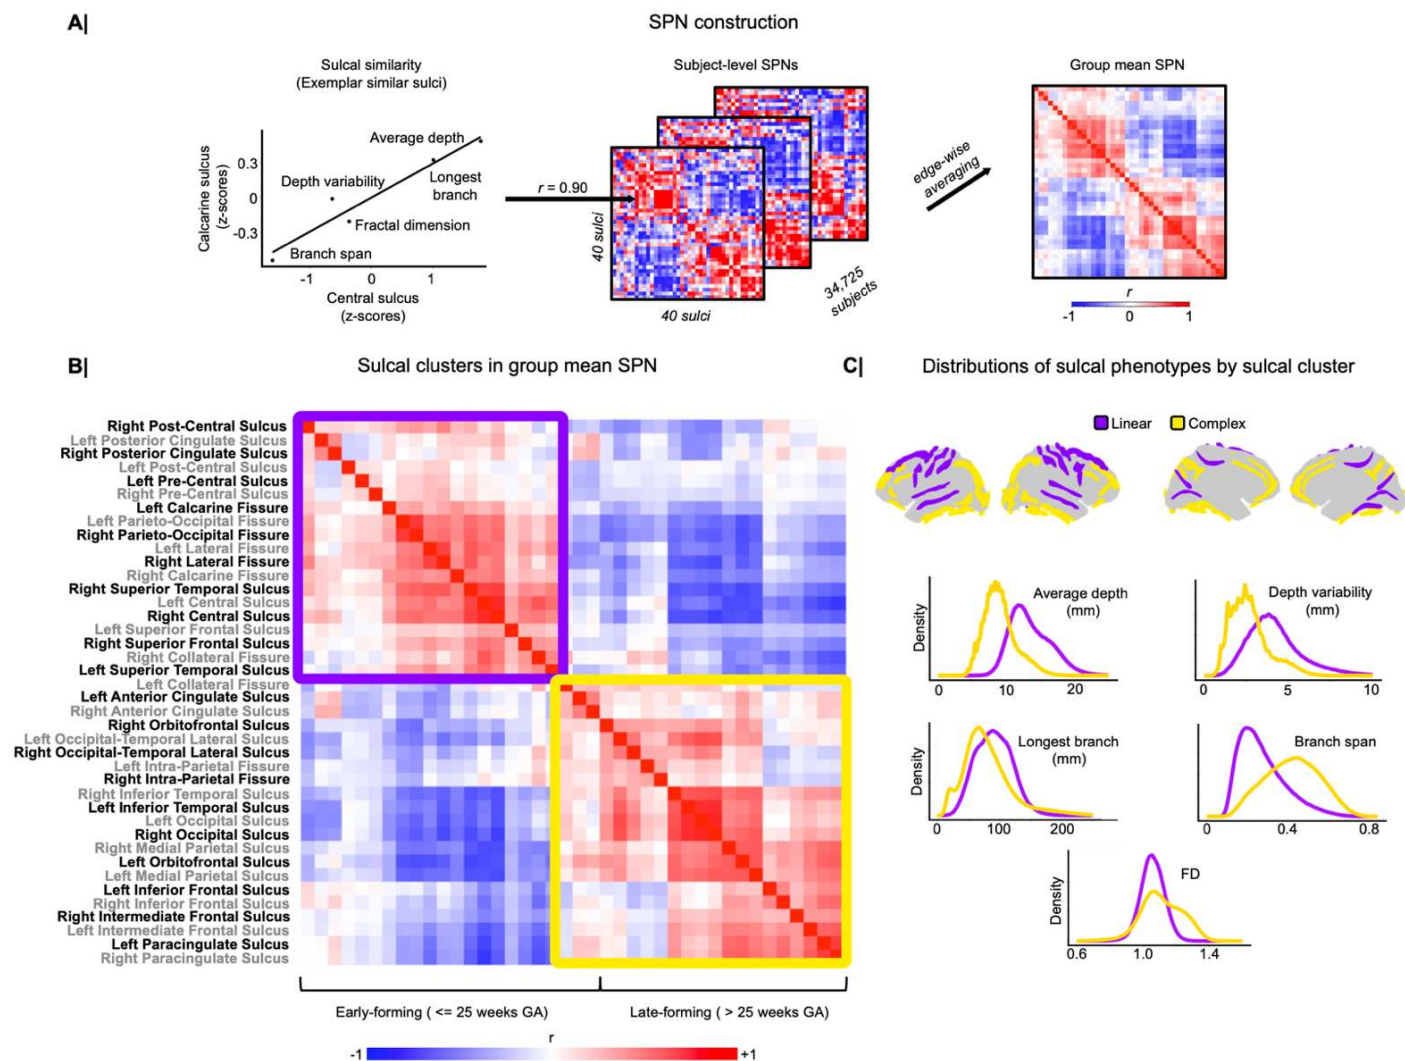 A|
SPN construction
Sulcal similarity
(Exemplar similar sulci)
Subject-level SPNs
Group mean SPN
Calcarine sulcus
(z-scores)
0.3
0
-0.3
Average depth
Depth variability
Longest
branch
Fractal dimension
Branch span
-1
0
1
Central sulcus
(z-scores)
r = 0.90
40 sulci
40 sulci
34,725
subjects
edge-wise
averaging
r
-1
0
1
B|
Sulcal clusters in group mean SPN
Right Post-Central Sulcus
Left Posterior Cingulate Sulcus
Right Posterior Cingulate Sulcus
Left Post-Central Sulcus
Left Pre-Central Sulcus
Right Pre-Central Sulcus
Left Calcarine Fissure
Left Parieto-Occipital Fissure
Right Parieto-Occipital Fissure
Left Lateral Fissure
Right Lateral Fissure
Right Calcarine Fissure
Right Superior Temporal Sulcus
Left Central Sulcus
Right Central Sulcus
Left Superior Frontal Sulcus
Right Superior Frontal Sulcus
Right Collateral Fissure
Left Superior Temporal Sulcus
Left Collateral Fissure
Left Anterior Cingulate Sulcus
Right Anterior Cingulate Sulcus
Right Orbitofrontal Sulcus
Left Occipital-Temporal Lateral Sulcus
Right Occipital-Temporal Lateral Sulcus
Left Intra-Parietal Fissure
Right Intra-Parietal Fissure
Right Inferior Temporal Sulcus
Left Inferior Temporal Sulcus
Left Occipital Sulcus
Right Occipital Sulcus
Right Medial Parietal Sulcus
Left Orbitofrontal Sulcus
Left Medial Parietal Sulcus
Left Inferior Frontal Sulcus
Right Inferior Frontal Sulcus
Right Intermediate Frontal Sulcus
Left Intermediate Frontal Sulcus
Left Paracingulate Sulcus
Right Paracingulate Sulcus
Early-forming ( <= 25 weeks GA)
Late-forming ( > 25 weeks GA)
r
-1
+1
C|
Distributions of sulcal phenotypes by sulcal cluster
Linear
Complex
Density
Average depth
(mm)
0
10
20
Depth variability
(mm)
0
5
10
Density
Longest branch
(mm)
0
100
200
Branch span
0
0.4
0.8
Density
FD
0.6
1.0
1.4